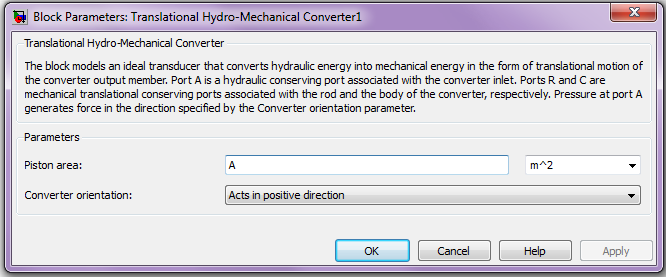 Block Parameters: Translational Hydro-Mechanical Converter1
Translational Hydro-Mechanical Converter
The block models an ideal transducer that converts hydraulic energy into mechanical energy in the form of translational motion of
the converter output member. Port A is a hydraulic conserving port associated with the converter inlet. Ports R and C are
mechanical translational conserving ports associated with the rod and the body of the converter, respectively. Pressure at port A
generates force in the direction specified by the Converter orientation parameter.
Parameters
Piston area: A m^2
Converter orientation: Acts in positive direction
OK Cancel Help Apply